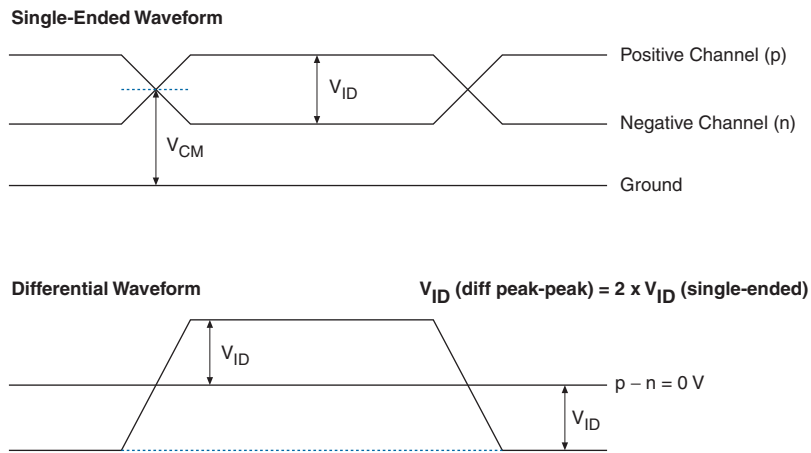 Single-Ended Waveform
Positive Channel (p)
V_ID
Negative Channel (n)
V_CM
Ground
Differential Waveform
V_ID (diff peak-peak) = 2 x V_ID (single-ended)
V_ID
p – n = 0 V
V_ID